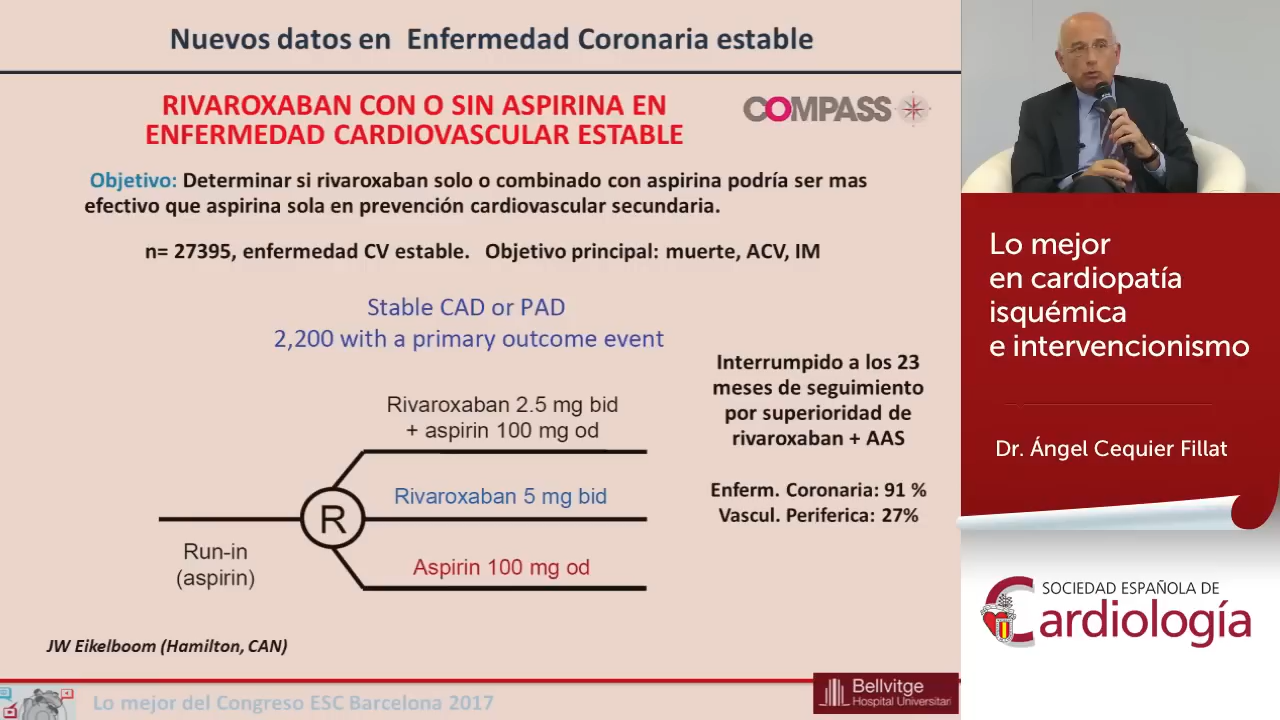 Nuevos datos en Enfermedad Coronaria estable
RIVAROXABAN CON O SIN ASPIRINA EN
ENFERMEDAD CARDIOVASCULAR ESTABLE
COMPASS
Objetivo: Determinar si rivaroxaban solo o combinado con aspirina podría ser mas
efectivo que aspirina sola en prevención cardiovascular secundaria.
n= 27395, enfermedad CV estable. Objetivo principal: muerte, ACV, IM
Stable CAD or PAD
2,200 with a primary outcome event
Rivaroxaban 2.5 mg bid
+ aspirin 100 mg od
Rivaroxaban 5 mg bid
R
Aspirin 100 mg od
Run-in
(aspirin)
Interrumpido a los 23
meses de seguimiento
por superioridad de
rivaroxaban + AAS
Enferm. Coronaria: 91 %
Vascul. Periferica: 27%
JW Eikelboom (Hamilton, CAN)
Lo mejor del Congreso ESC Barcelona 2017
Bellvitge
Hospital Universitari
Lo mejor
en cardiopatía
isquémica
e intervencionismo
Dr. Ángel Cequier Fillat
SOCIEDAD ESPAÑOLA DE
Cardiología